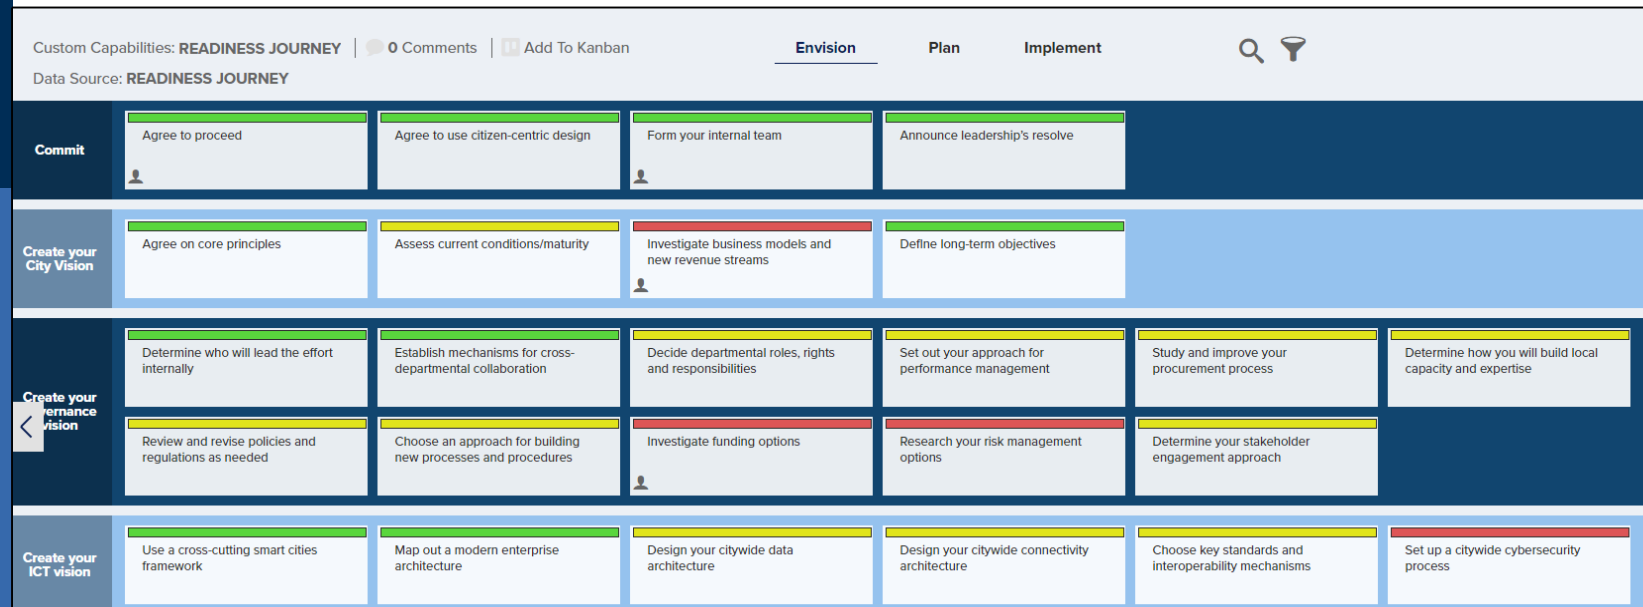 Custom Capabilities: READINESS JOURNEY
0 Comments
Add To Kanban
Envision
Plan
Implement
Data Source: READINESS JOURNEY
Commit
Agree to proceed
Agree to use citizen-centric design
Form your internal team
Announce leadership's resolve
Create your
City Vision
Agree on core principles
Assess current conditions/maturity
Investigate business models and
new revenue streams
Define long-term objectives
Create your
vernance
vision
Determine who will lead the effort
internally
Establish mechanisms for cross-
departmental collaboration
Decide departmental roles, rights
and responsibilities
Set out your approach for
performance management
Study and improve your
procurement process
Determine how you will build local
capacity and expertise
Review and revise policies and
regulations as needed
Choose an approach for building
new processes and procedures
Investigate funding options
Research your risk management
options
Determine your stakeholder
engagement approach
Create your
ICT vision
Use a cross-cutting smart cities
framework
Map out a modern enterprise
architecture
Design your citywide data
architecture
Design your citywide connectivity
architecture
Choose key standards and
interoperability mechanisms
Set up a citywide cybersecurity
process